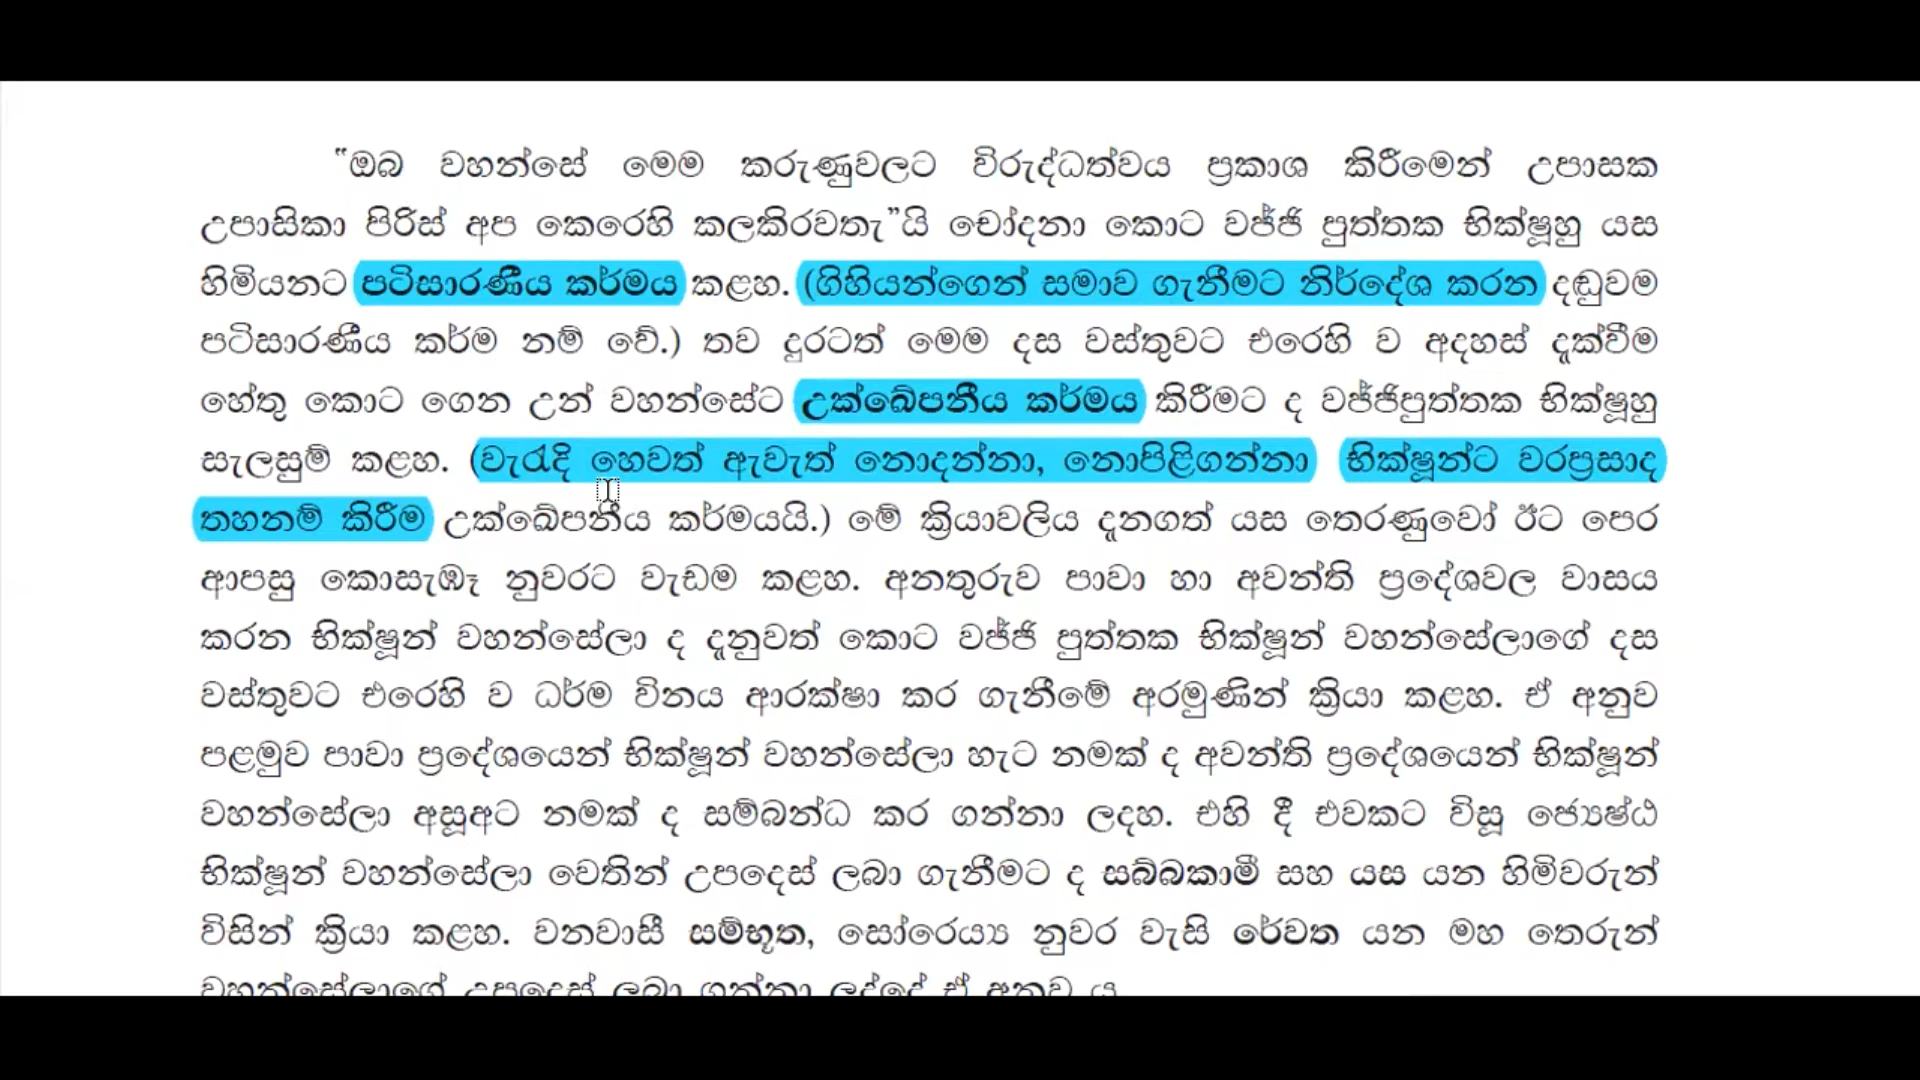 “ඔබ වහන්සේ මෙම කරුණුවලට විරුද්ධත්වය ප්‍රකාශ කිරීමෙන් උපාසක
උපාසිකා පිරිස් අප කෙරෙහි කලකිරවතැ”යි චෝදනා කොට වජ්ජි පුත්තක භික්ෂූහු යස
හිමියනට පටිසාරණීය කර්මය කළහ. (ගිහියන්ගෙන් සමාව ගැනීමට නිර්දේශ කරන දඬුවම
පටිසාරණීය කර්ම නම් වේ.) තව දුරටත් මෙම දස වස්තුවට එරෙහි ව අදහස් දැක්වීම
හේතු කොට ගෙන උන් වහන්සේට උක්ඛේපනීය කර්මය කිරීමට ද වජ්ජිපුත්තක භික්ෂූහු
සැලසුම් කළහ. (වැරැදි හෙවත් ඇවැත් නොදන්නා, නොපිළිගන්නා භික්ෂූන්ට වරප්‍රසාද
තහනම් කිරීම උක්ඛේපනීය කර්මයයි.) මේ ක්‍රියාවලිය දැනගත් යස තෙරණුවෝ ඊට පෙර
ආපසු කොසැඹෑ නුවරට වැඩම කළහ. අනතුරුව පාවා හා අවන්ති ප්‍රදේශවල වාසය
කරන භික්ෂූන් වහන්සේලා ද දැනුවත් කොට වජ්ජි පුත්තක භික්ෂූන් වහන්සේලාගේ දස
වස්තුවට එරෙහි ව ධර්ම විනය ආරක්ෂා කර ගැනීමේ අරමුණින් ක්‍රියා කළහ. ඒ අනුව
පළමුව පාවා ප්‍රදේශයෙන් භික්ෂූන් වහන්සේලා හැට නමක් ද අවන්ති ප්‍රදේශයෙන් භික්ෂූන්
වහන්සේලා අසූඅට නමක් ද සම්බන්ධ කර ගන්නා ලදහ. එහි දී එවකට විසූ ජ්‍යෙෂ්ඨ
භික්ෂූන් වහන්සේලා වෙතින් උපදෙස් ලබා ගැනීමට ද සබ්බකාමී සහ යස යන හිමිවරුන්
විසින් ක්‍රියා කළහ. වනවාසී සම්භූත, සෝරෙය්‍ය නුවර වැසි රේවත යන මහ තෙරුන්
වහන්සේලාගේ උපදෙස් ලබා ගන්නා ලද්දේ ඒ අනුව ය